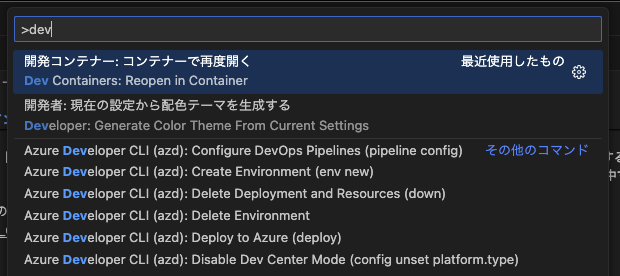 >dev
開発コンテナー: コンテナーで再度開く 最近使用したもの
Dev Containers: Reopen in Container
開発者: 現在の設定から配色テーマを生成する
Developer: Generate Color Theme From Current Settings
Azure Developer CLI (azd): Configure DevOps Pipelines (pipeline config) その他のコマンド
Azure Developer CLI (azd): Create Environment (env new)
Azure Developer CLI (azd): Delete Deployment and Resources (down)
Azure Developer CLI (azd): Delete Environment
Azure Developer CLI (azd): Deploy to Azure (deploy)
Azure Developer CLI (azd): Disable Dev Center Mode (config unset platform.type)